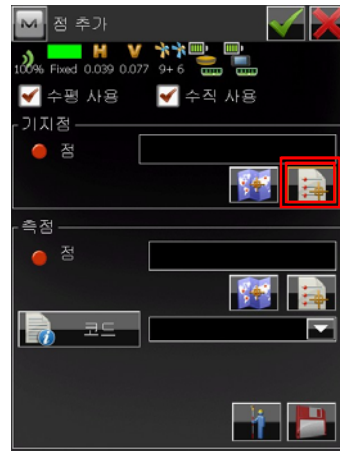 M 점 추가
H V
100% Fixed 0.039 0.077 9+ 6
수평 사용 수직 사용
기지점
점
측점
점
코드